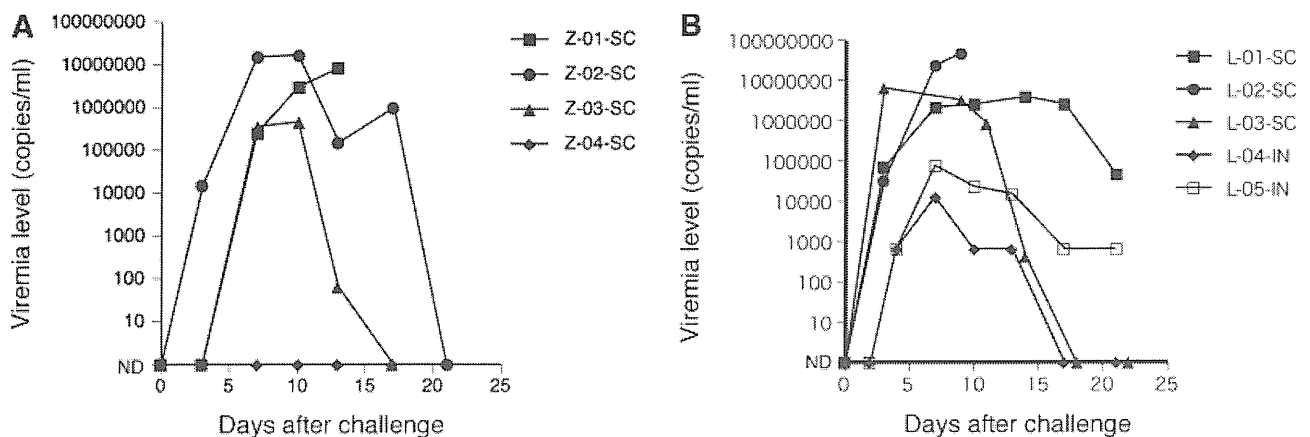 A
Viremia level (copies/ml)
100000000
10000000
1000000
100000
10000
1000
100
10
ND
0 5 10 15 20 25
Days after challenge
Z-01-SC
Z-02-SC
Z-03-SC
Z-04-SC
B
Viremia level (copies/ml)
100000000
10000000
1000000
100000
10000
1000
100
10
ND
0 5 10 15 20 25
Days after challenge
L-01-SC
L-02-SC
L-03-SC
L-04-IN
L-05-IN